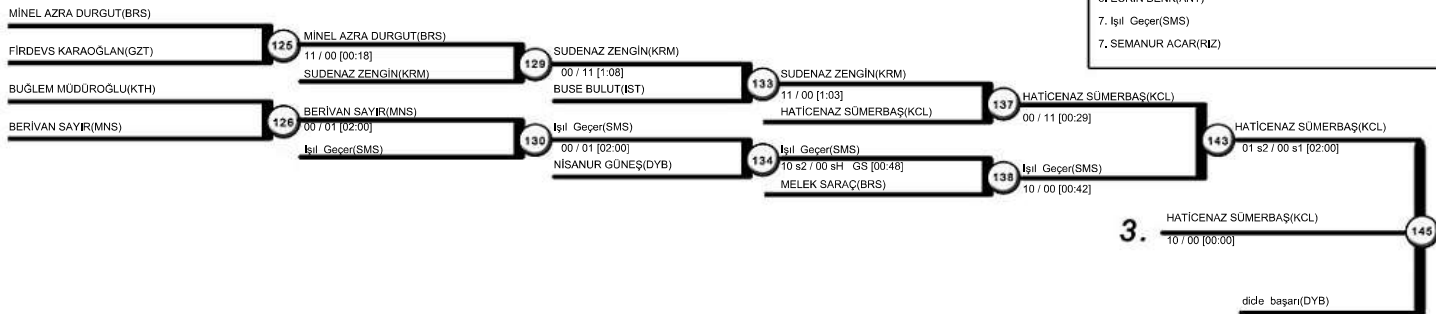 MİNEL AZRA DURGUT(BRS)
FİRDEVS KARAOĞLAN(GZT)
125
MİNEL AZRA DURGUT(BRS)
11 / 00 [00:18]
SUDENAZ ZENGİN(KRM)
129
SUDENAZ ZENGİN(KRM)
00 / 11 [1:08]
BUSE BULUT(IST)
133
SUDENAZ ZENGİN(KRM)
11 / 00 [1:03]
HATİCENAZ SÜMERBAŞ(KCL)
137
HATİCENAZ SÜMERBAŞ(KCL)
00 / 11 [00:29]
BUĞLEM MÜDÜROĞLU(KTH)
BERİVAN SAYIR(MNS)
126
BERİVAN SAYIR(MNS)
00 / 01 [02:00]
Işıl Geçer(SMS)
130
Işıl Geçer(SMS)
00 / 01 [02:00]
NİSANUR GÜNEŞ(DYB)
134
Işıl Geçer(SMS)
10 s2 / 00 sH GS [00:48]
MELEK SARAÇ(BRS)
138
Işıl Geçer(SMS)
10 / 00 [00:42]
143
HATİCENAZ SÜMERBAŞ(KCL)
01 s2 / 00 s1 [02:00]
3.
HATİCENAZ SÜMERBAŞ(KCL)
10 / 00 [00:00]
145
dicle başarı(DYB)
7. Işıl Geçer(SMS)
7. SEMANUR ACAR(RIZ)